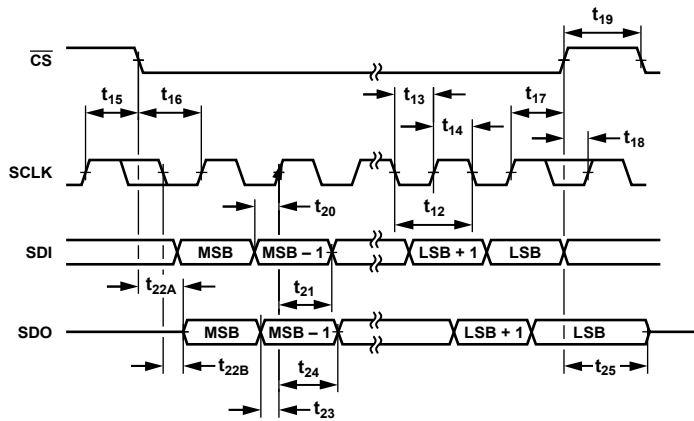 t19
CS
t15 t16 t13 t17
t14
t18
SCLK
t20 t12
SDI MSB MSB – 1 LSB + 1 LSB
t22A t21
SDO MSB MSB – 1 LSB + 1 LSB
t22B t24 t25
t23